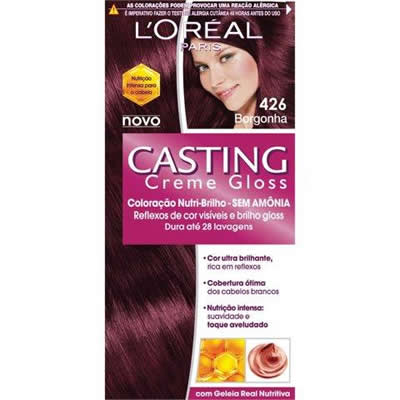 AS COLORAÇÕES PODEM PROVOCAR UMA REAÇÃO ALÉRGICA
É IMPERATIVO FAZER O TESTE DE ALERGIA CUTÂNEA 48 HORAS ANTES DO USO
L'ORÉAL
PARIS
Nutrição
intensa para
o cabelo
novo
426
Borgonha
CASTING
Creme Gloss
Coloração Nutri-Brilho - SEM AMÔNIA
Reflexos de cor visíveis e brilho gloss
Dura até 28 lavagens
• Cor ultra brilhante,
rica em reflexos
• Cobertura ótima
dos cabelos brancos
• Nutrição intensa:
suavidade e
toque aveludado
com Geleia Real Nutritiva